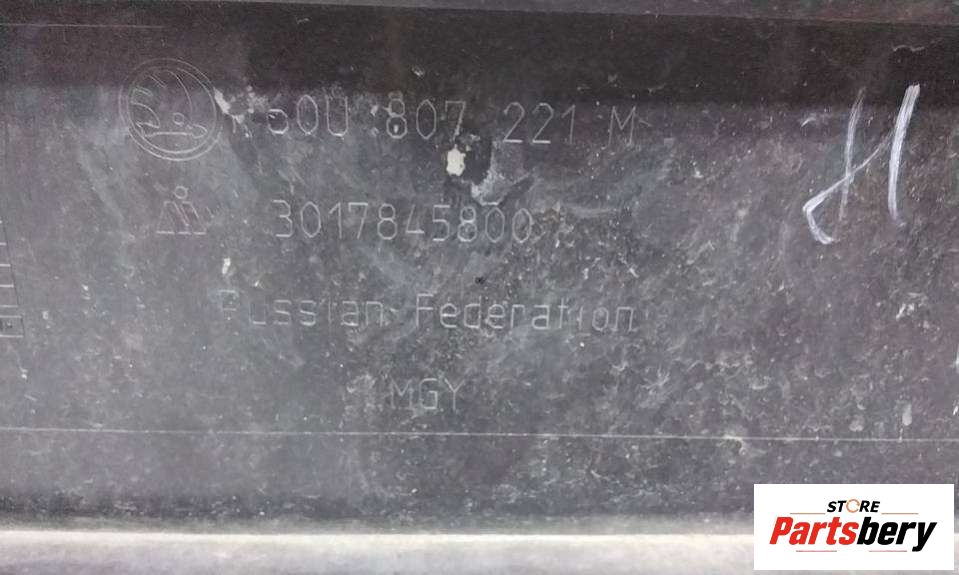 60U 807 221 M
3017845800
Russian Federation
MGY
H
STORE
Partsbery